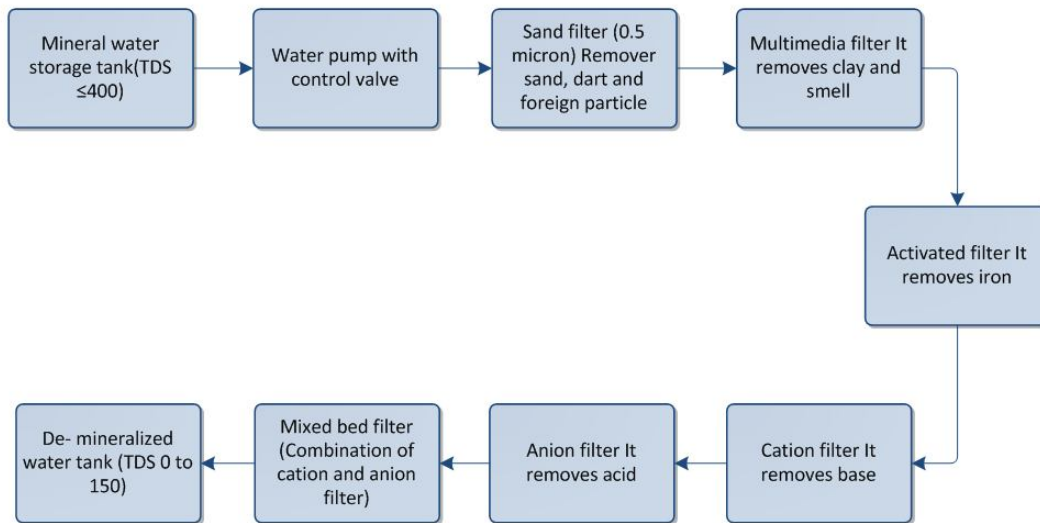 Mineral water
storage tank(TDS
≤400)
Water pump with
control valve
Sand filter (0.5
micron) Remover
sand, dart and
foreign particle
Multimedia filter It
removes clay and
smell
Activated filter It
removes iron
Cation filter It
removes base
Anion filter It
removes acid
Mixed bed filter
(Combination of
cation and anion
filter)
De- mineralized
water tank (TDS 0 to
150)